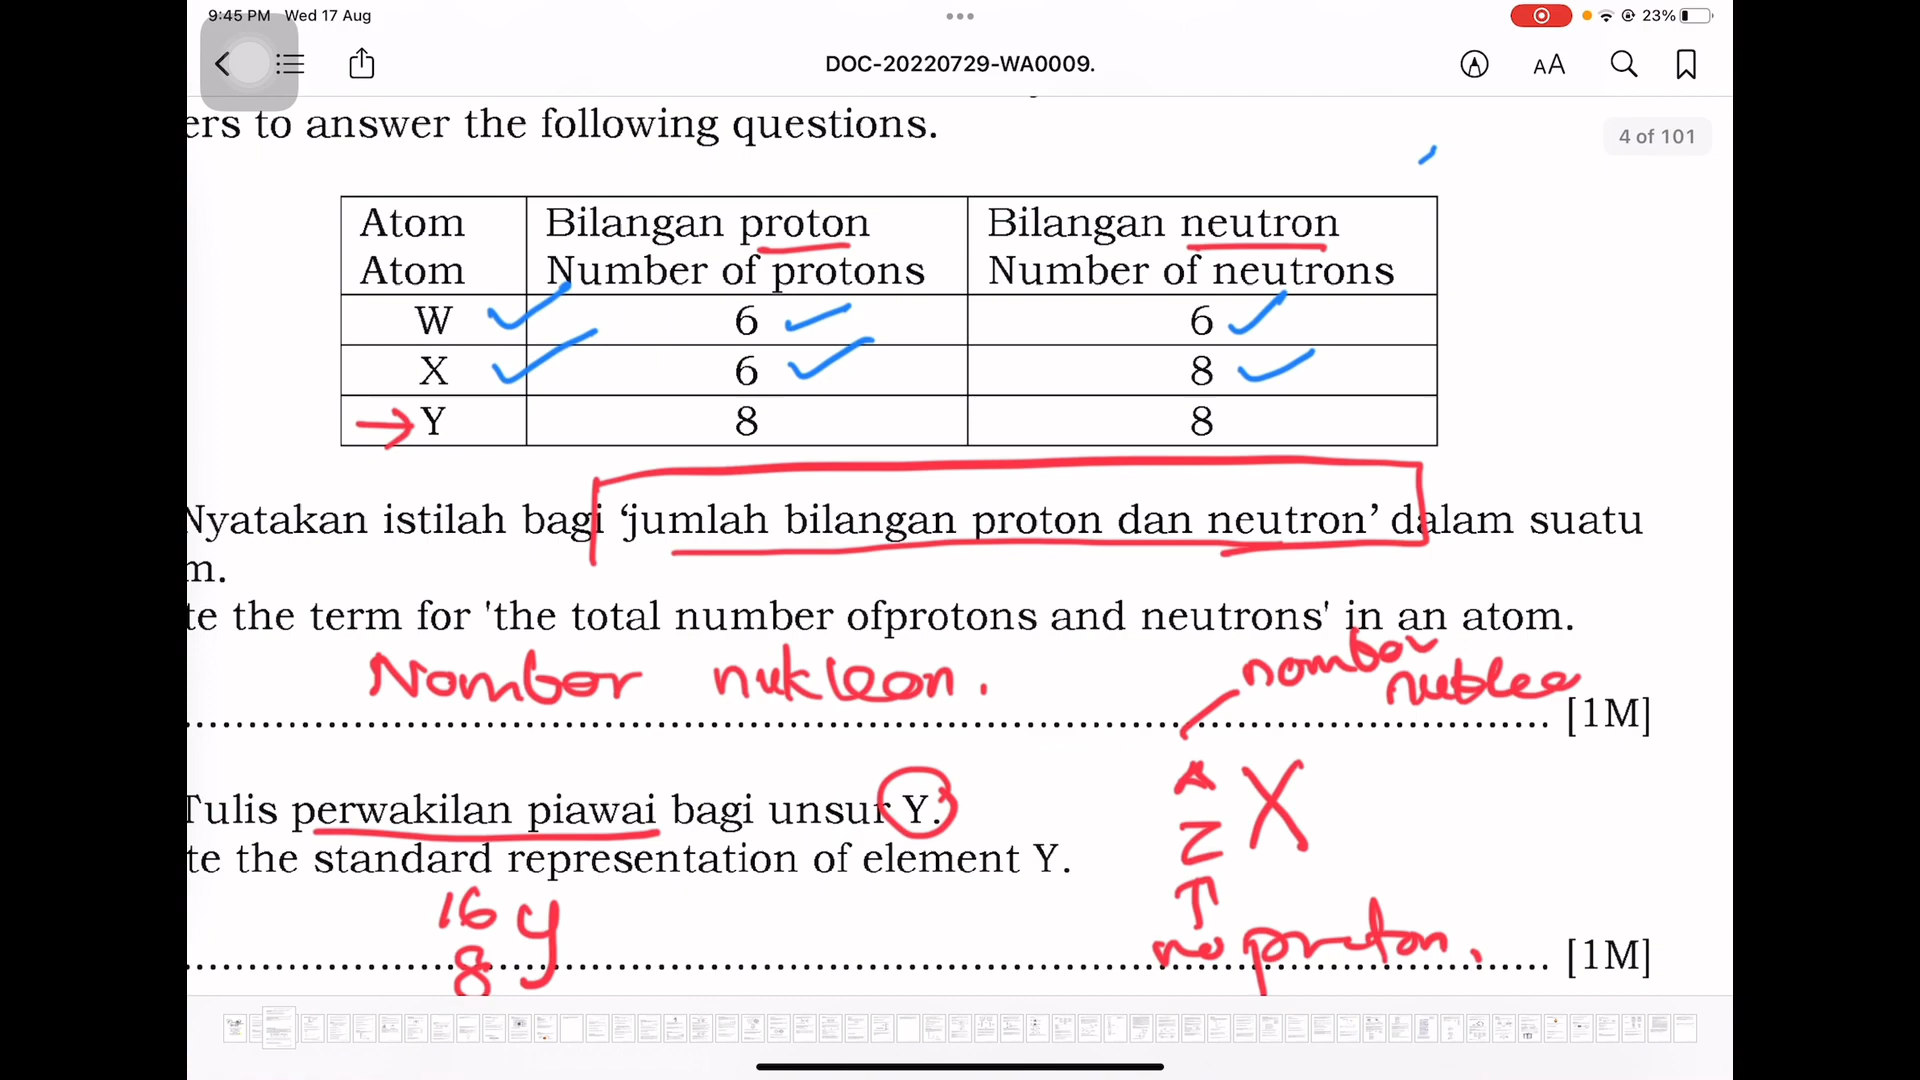 9:45 PM Wed 17 Aug
23%
DOC-20220729-WA0009.
AA
ers to answer the following questions.
4 of 101
Atom Bilangan proton Bilangan neutron
Atom Number of protons Number of neutrons
W 6 6
X 6 8
Y 8 8
Nyatakan istilah bagi ‘jumlah bilangan proton dan neutron’ dalam suatu
m.
te the term for 'the total number ofprotons and neutrons' in an atom.
Nombor nukleon.
nombor
[1M]
A
Z X
Tulis perwakilan piawai bagi unsur Y.
te the standard representation of element Y.
16
8 Y
no proton.
[1M]